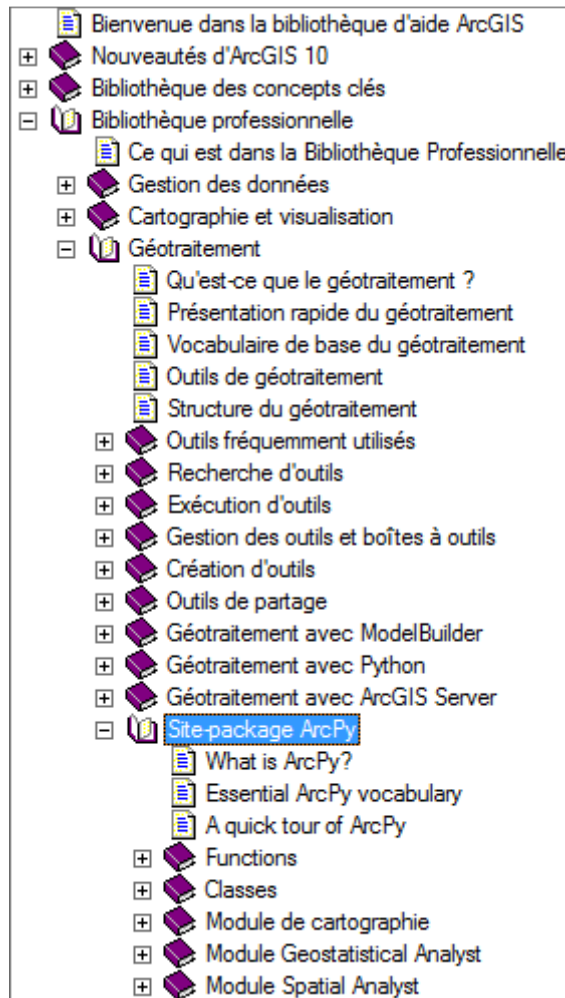 Bienvenue dans la bibliothèque d'aide ArcGIS
Nouveautés d'ArcGIS 10
Bibliothèque des concepts clés
Bibliothèque professionnelle
Ce qui est dans la Bibliothèque Professionnelle
Gestion des données
Cartographie et visualisation
Géotraitement
Qu'est-ce que le géotraitement ?
Présentation rapide du géotraitement
Vocabulaire de base du géotraitement
Outils de géotraitement
Structure du géotraitement
Outils fréquemment utilisés
Recherche d'outils
Exécution d'outils
Gestion des outils et boîtes à outils
Création d'outils
Outils de partage
Géotraitement avec ModelBuilder
Géotraitement avec Python
Géotraitement avec ArcGIS Server
Site-package ArcPy
What is ArcPy?
Essential ArcPy vocabulary
A quick tour of ArcPy
Functions
Classes
Module de cartographie
Module Geostatistical Analyst
Module Spatial Analyst